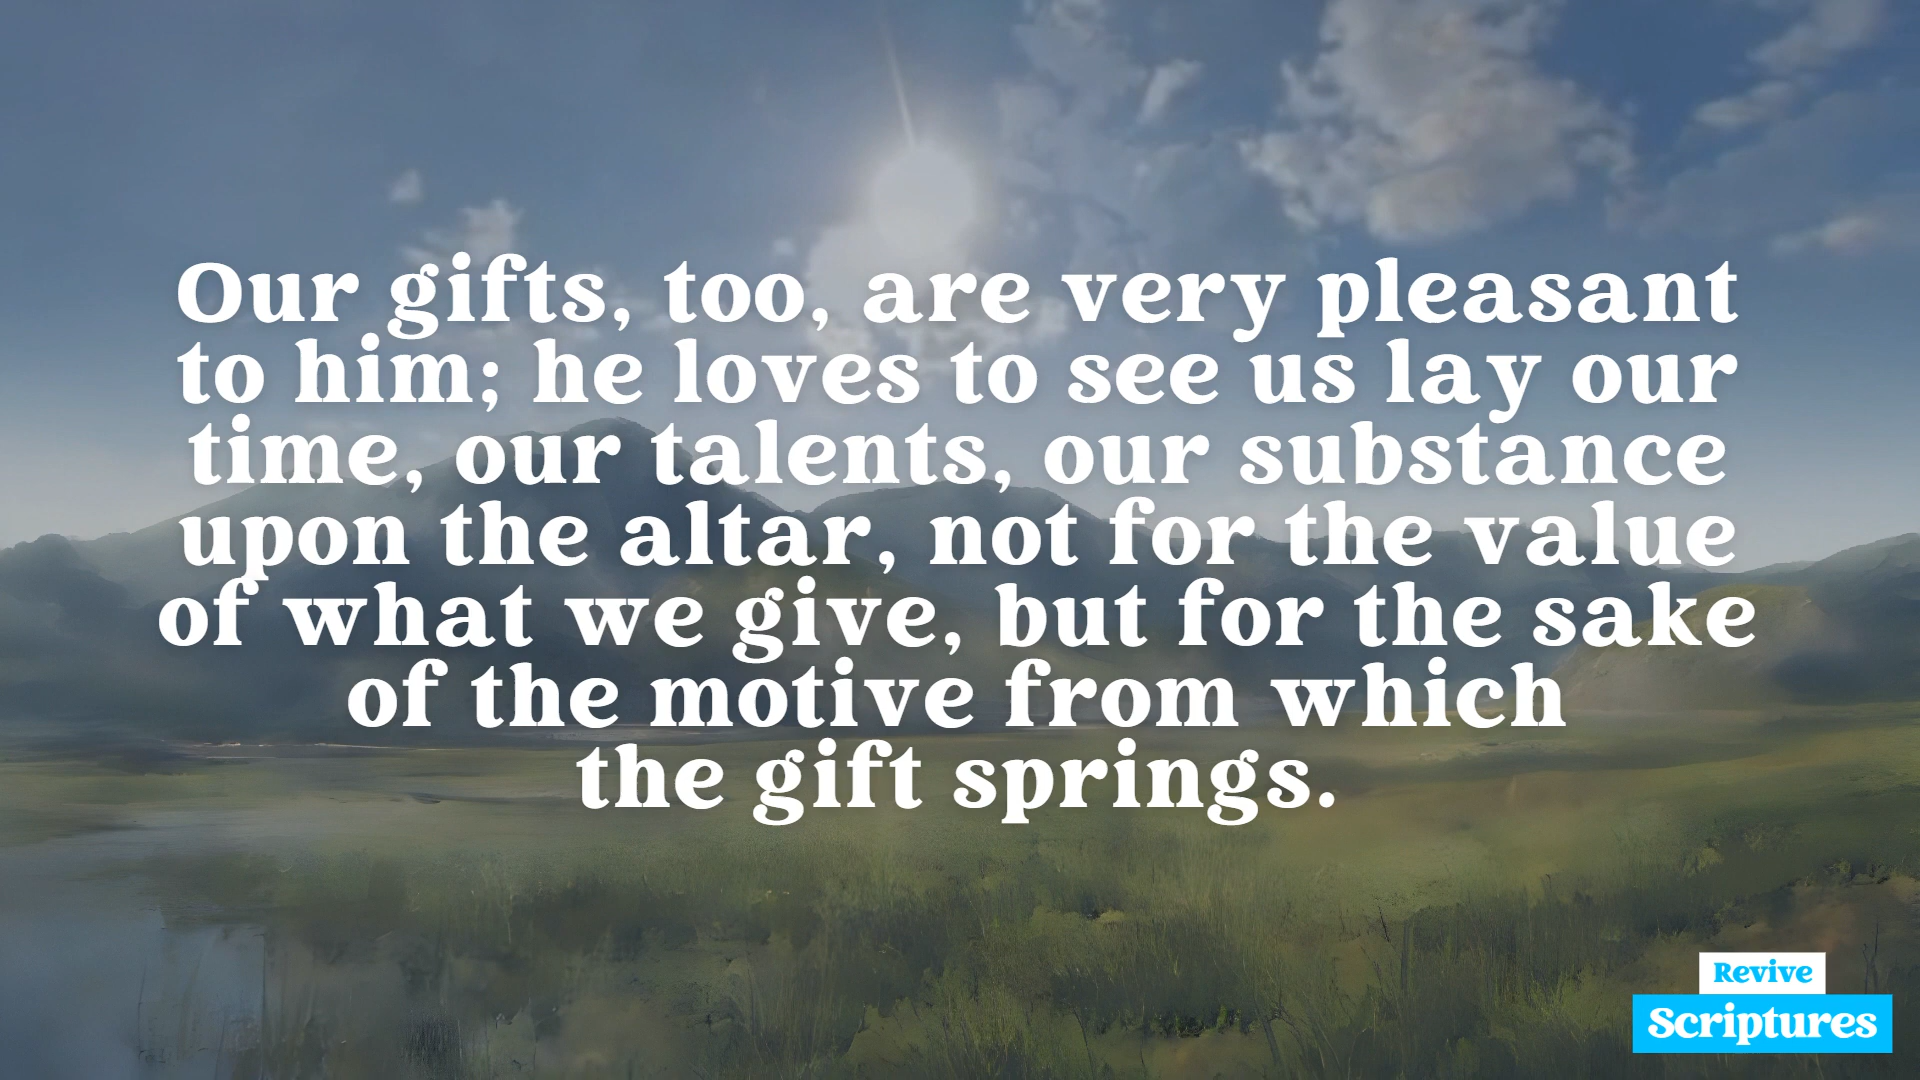 Our gifts, too, are very pleasant
to him; he loves to see us lay our
time, our talents, our substance
upon the altar, not for the value
of what we give, but for the sake
of the motive from which
the gift springs.
Revive
Scriptures